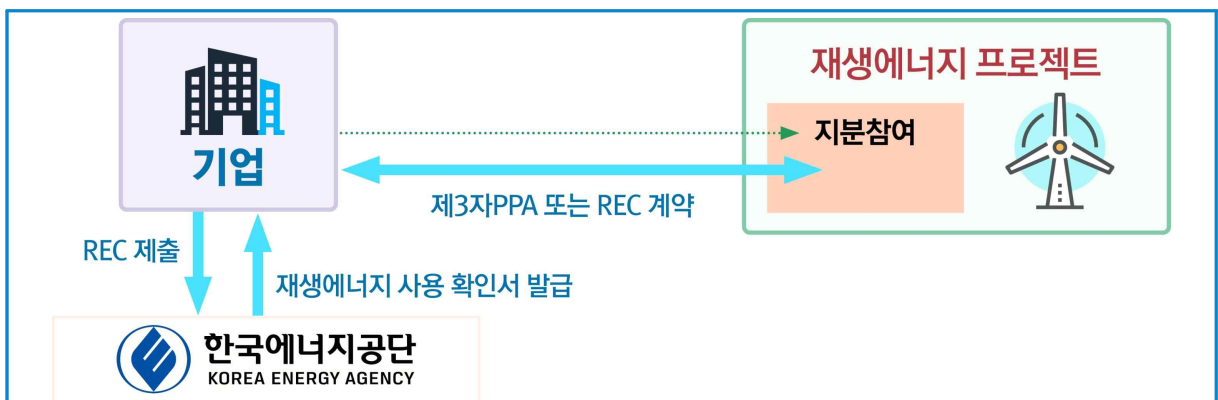 재생에너지 프로젝트
지분참여
기업
제3자PPA 또는 REC 계약
REC 제출
재생에너지 사용 확인서 발급
한국에너지공단
KOREA ENERGY AGENCY